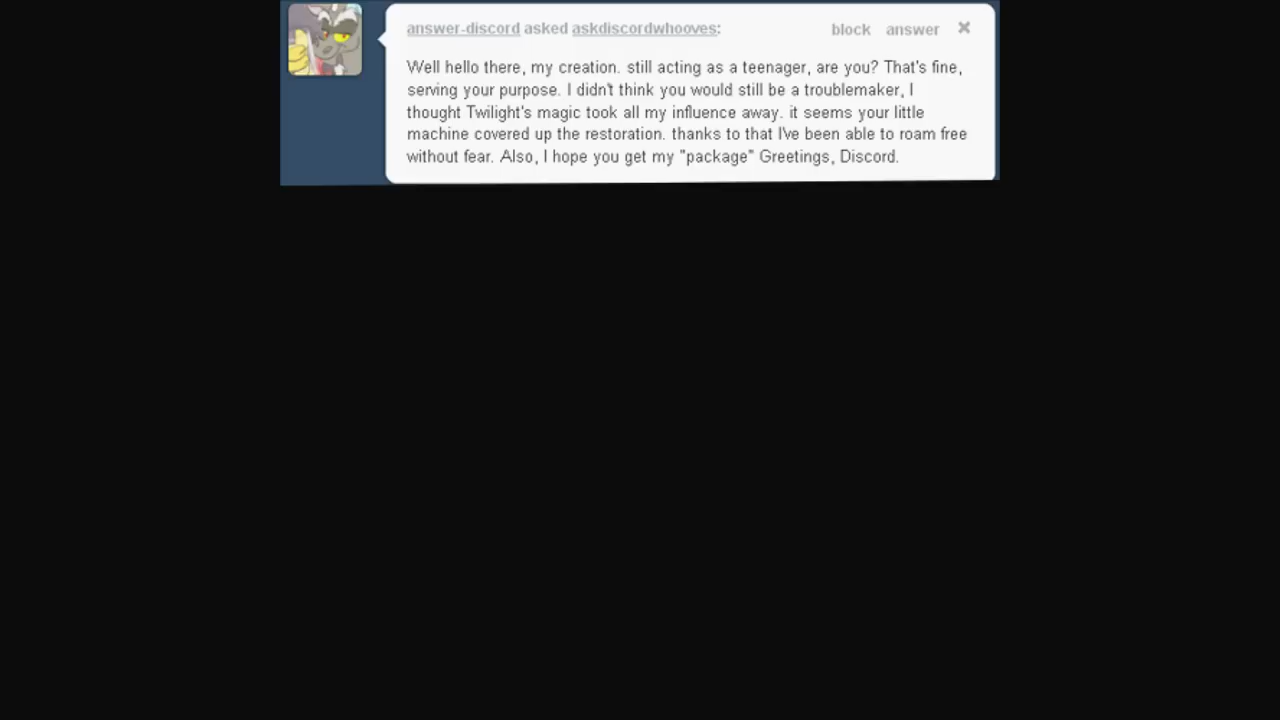 answer-discord asked askdiscordwhooves: block answer ✖
Well hello there, my creation. still acting as a teenager, are you? That's fine,
serving your purpose. I didn't think you would still be a troublemaker, I
thought Twilight's magic took all my influence away. it seems your little
machine covered up the restoration. thanks to that I've been able to roam free
without fear. Also, I hope you get my "package" Greetings, Discord.